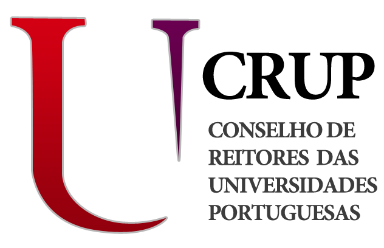 CRUP
CONSELHO DE
REITORES DAS
UNIVERSIDADES
PORTUGUESAS